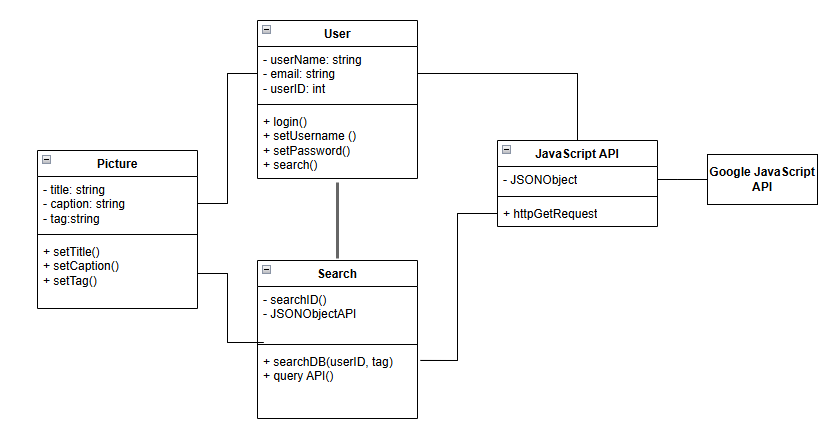 User
- userName: string
- email: string
- userID: int
+ login()
+ setUsername ()
+ setPassword()
+ search()
Picture
- title: string
- caption: string
- tag:string
+ setTitle()
+ setCaption()
+ setTag()
JavaScript API
- JSONObject
+ httpGetRequest
Google JavaScript
API
Search
- searchID()
- JSONObjectAPI
+ searchDB(userID, tag)
+ query API()